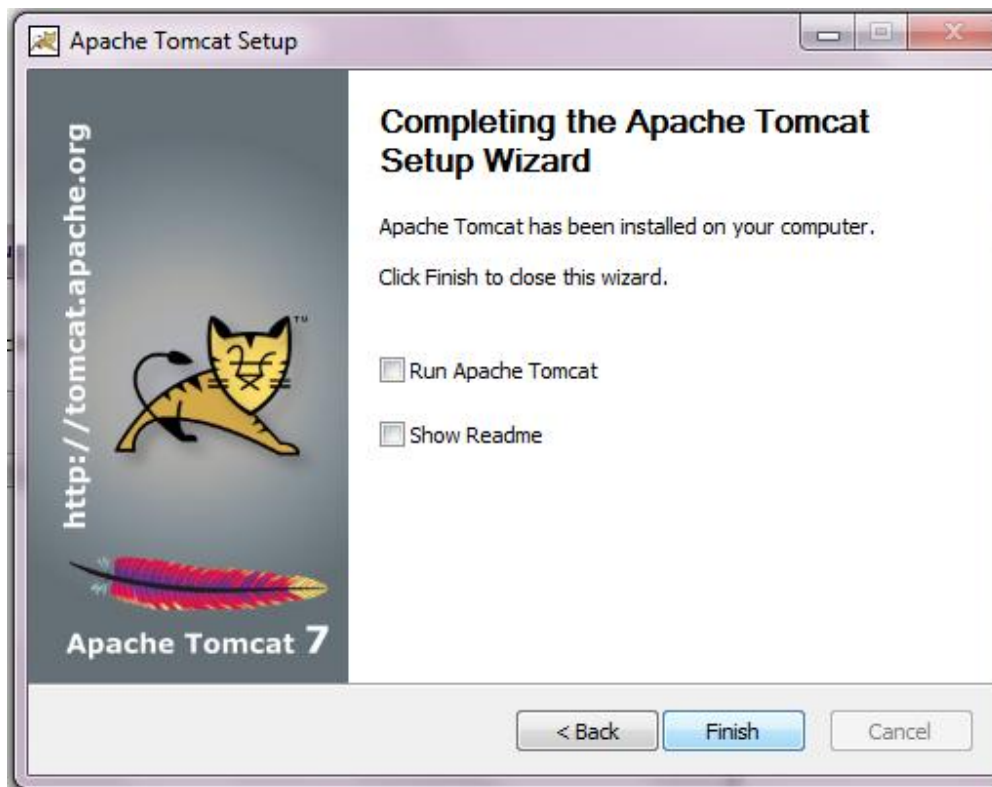 Apache Tomcat Setup
http://tomcat.apache.org
TM
Apache Tomcat 7
Completing the Apache Tomcat
Setup Wizard
Apache Tomcat has been installed on your computer.
Click Finish to close this wizard.
Run Apache Tomcat
Show Readme
< Back
Finish
Cancel